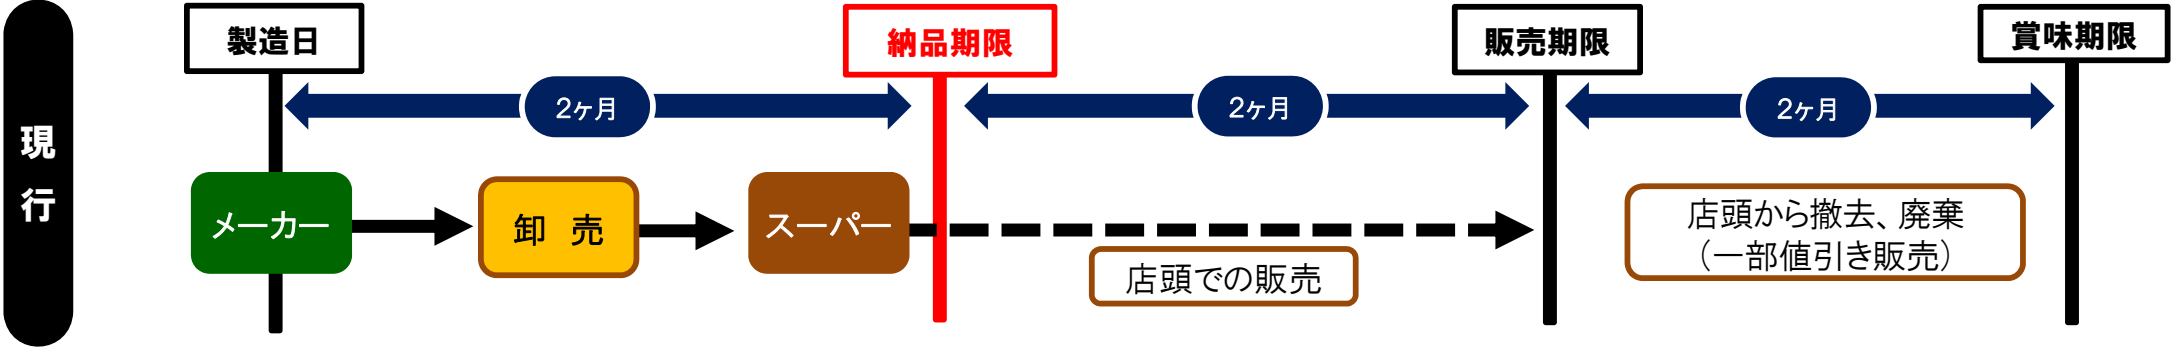 現行
製造日
納品期限
販売期限
賞味期限
2ヶ月
2ヶ月
2ヶ月
メーカー
卸 売
スーパー
店頭での販売
店頭から撤去、廃棄
（一部値引き販売）